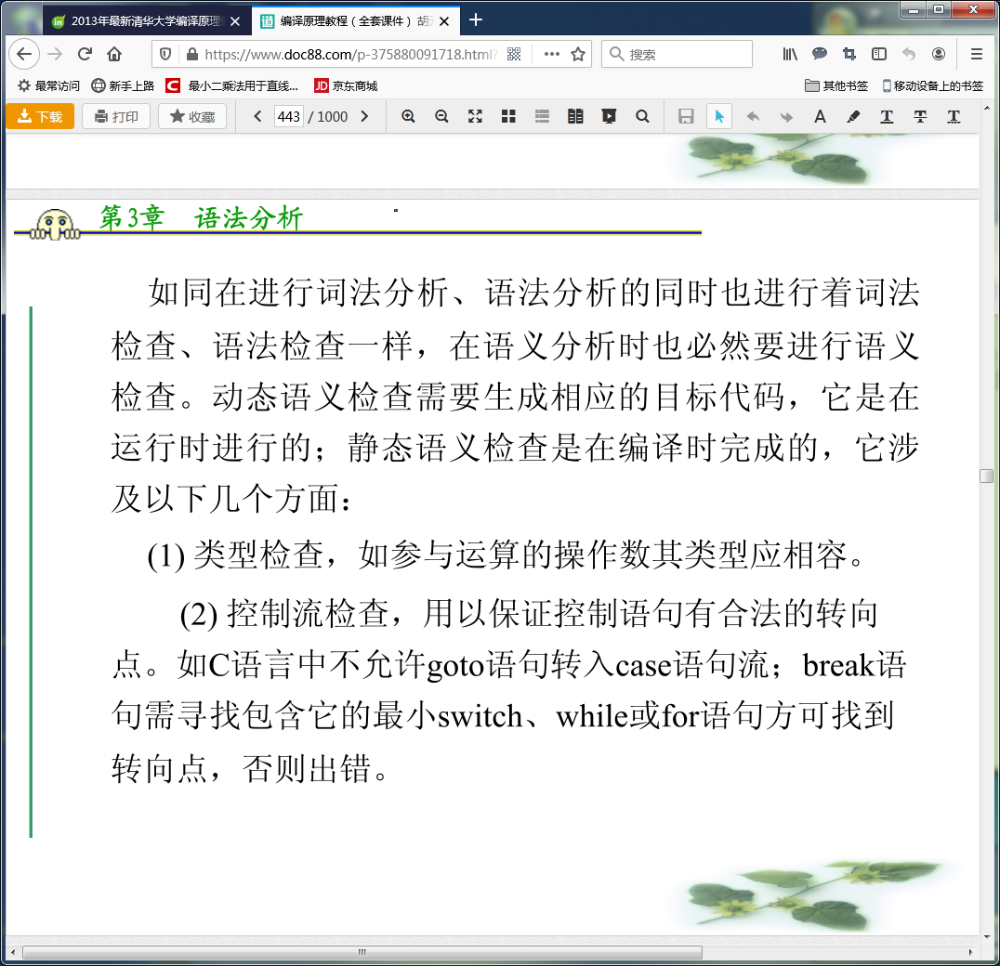 2013年最新清华大学编译原理
编译原理教程（全套课件）胡
https://www.doc88.com/p-375880091718.html?
搜索
最常访问
新手上路
C
最小二乘法用于直线...
JD
京东商城
其他书签
移动设备上的书签
下载
打印
收藏
443 / 1000
第3章 语法分析
如同在进行词法分析、语法分析的同时也进行着词法
检查、语法检查一样，在语义分析时也必然要进行语义
检查。动态语义检查需要生成相应的目标代码，它是在
运行时进行的；静态语义检查是在编译时完成的，它涉
及以下几个方面：
(1) 类型检查，如参与运算的操作数其类型应相容。
(2) 控制流检查，用以保证控制语句有合法的转向
点。如C语言中不允许goto语句转入case语句流；break语
句需寻找包含它的最小switch、while或for语句方可找到
转向点，否则出错。